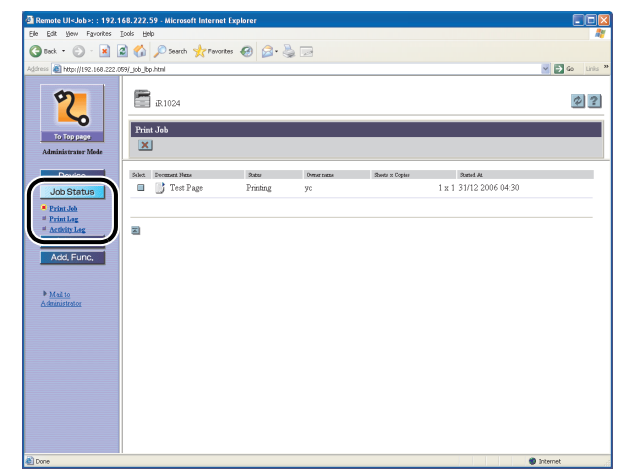 Remote UI<Job>: : 192.168.222.59 - Microsoft Internet Explorer
File Edit View Favorites Tools Help
Back Search Favorites
Address http://192.168.222.059/_job_lbp.html Go Links »
iR1024
To Top page
Administrator Mode
Print Job
Device
Select Document Name Status Owner name Sheets x Copies Started At
Test Page Printing yc 1 x 1 31/12 2006 04:30
Job Status
Print Job
Print Log
Activity Log
Add. Func.
Mail to
Administrator
Done Internet